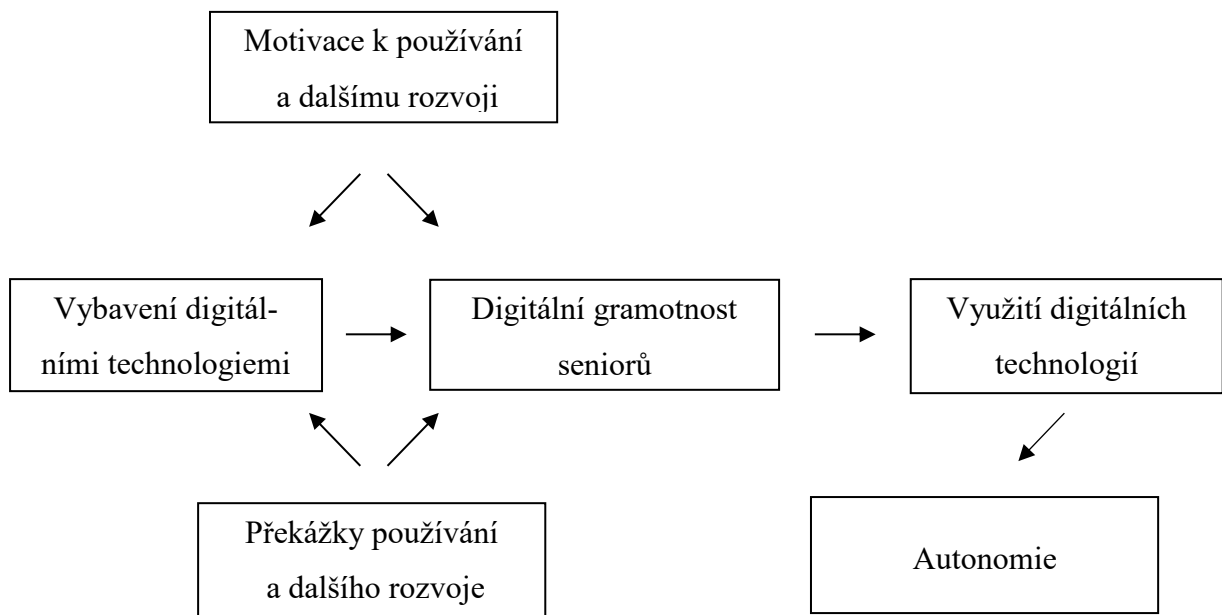 Motivace k používání
a dalšímu rozvoji
Vybavení digitál-
ními technologiemi
Digitální gramotnost
seniorů
Využití digitálních
technologií
Překážky používání
a dalšího rozvoje
Autonomie